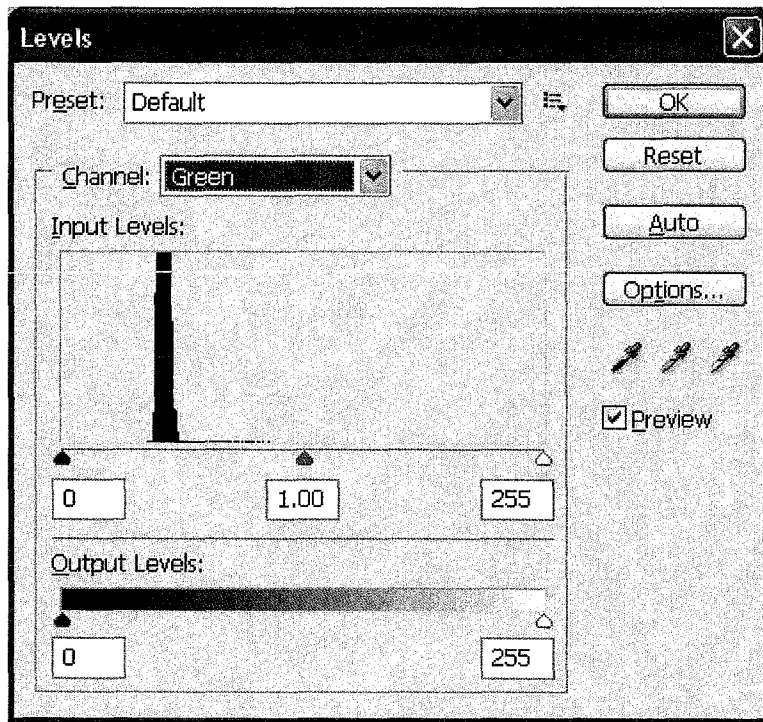 Levels
Preset: Default
OK
Reset
Channel: Green
Input Levels:
Auto
Options...
Preview
0 1.00 255
Output Levels:
0 255